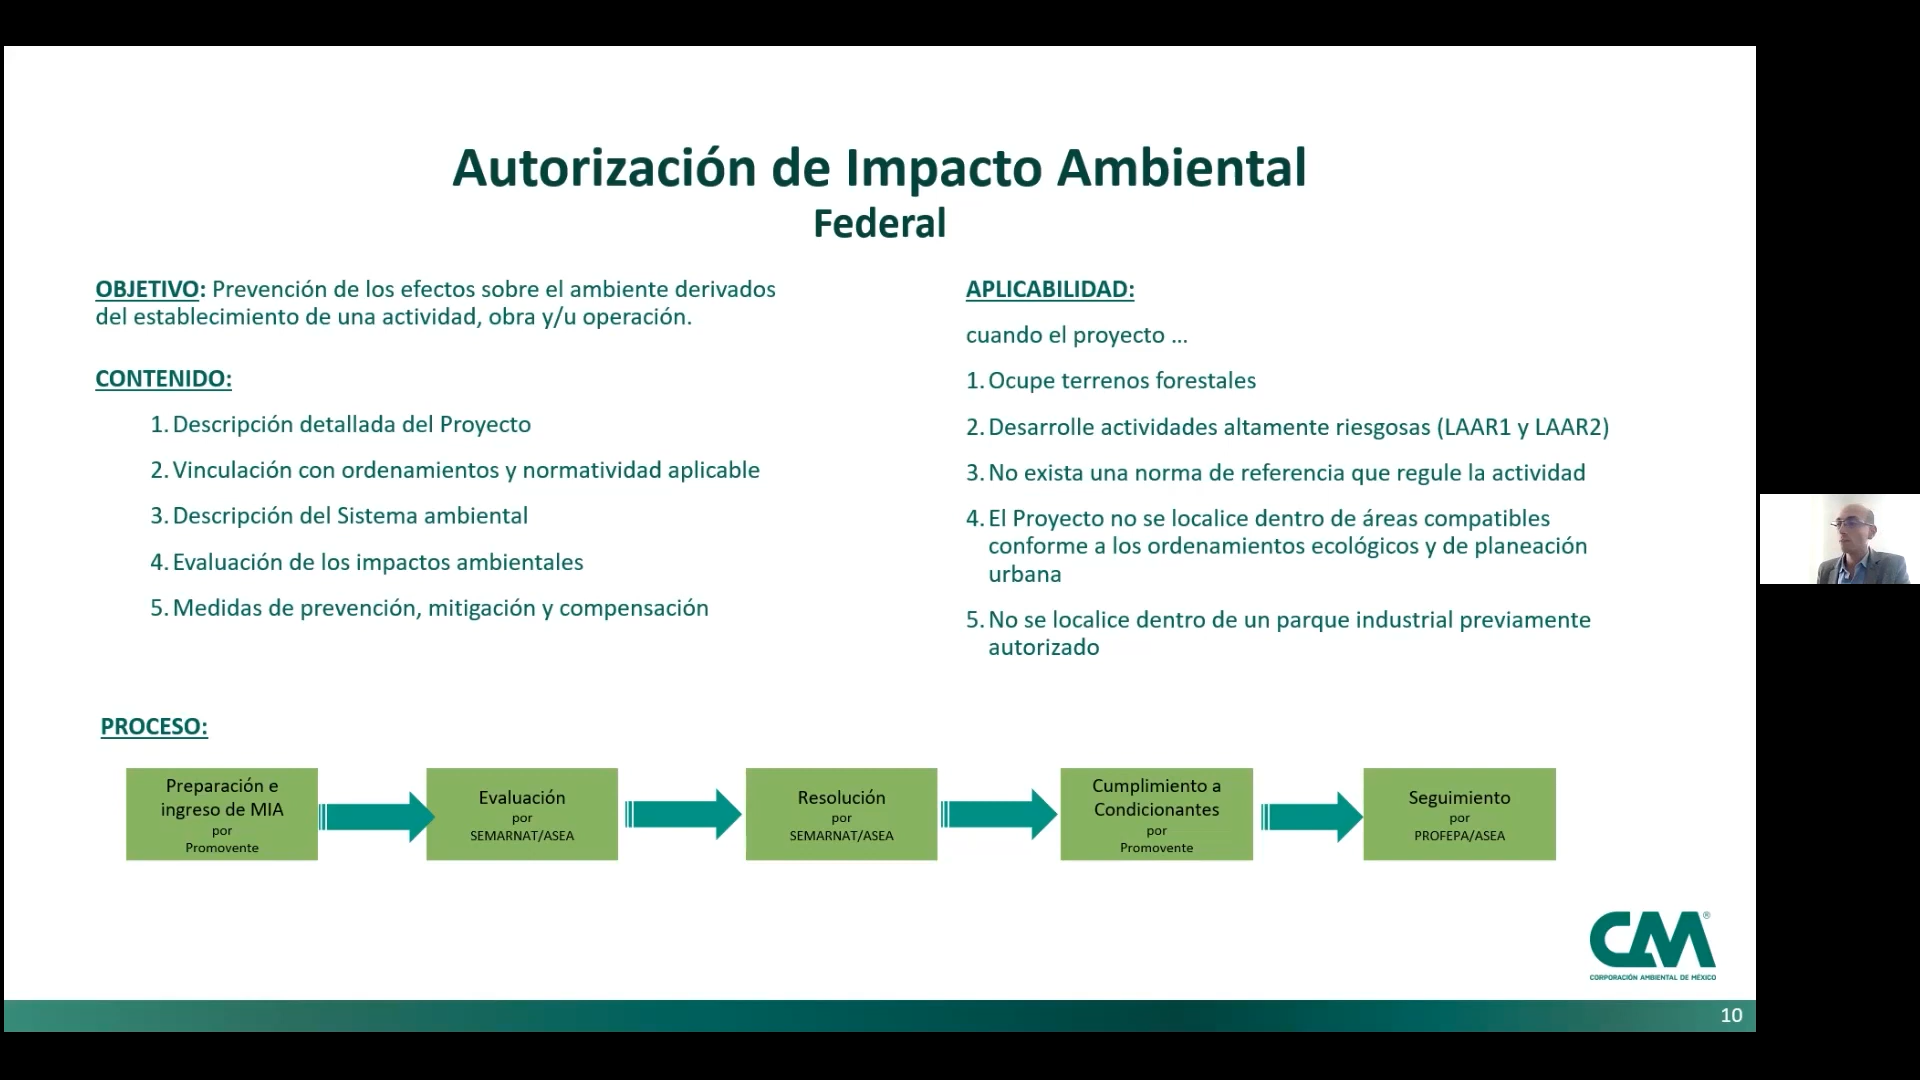 Autorización de Impacto Ambiental
Federal
OBJETIVO: Prevención de los efectos sobre el ambiente derivados
del establecimiento de una actividad, obra y/u operación.
CONTENIDO:
1. Descripción detallada del Proyecto
2. Vinculación con ordenamientos y normatividad aplicable
3. Descripción del Sistema ambiental
4. Evaluación de los impactos ambientales
5. Medidas de prevención, mitigación y compensación
APLICABILIDAD:
cuando el proyecto ...
1. Ocupe terrenos forestales
2. Desarrolle actividades altamente riesgosas (LAAR1 y LAAR2)
3. No exista una norma de referencia que regule la actividad
4. El Proyecto no se localice dentro de áreas compatibles
conforme a los ordenamientos ecológicos y de planeación
urbana
5. No se localice dentro de un parque industrial previamente
autorizado
PROCESO:
Preparación e
ingreso de MIA
por
Promovente
Evaluación
por
SEMARNAT/ASEA
Resolución
por
SEMARNAT/ASEA
Cumplimiento a
Condicionantes
por
Promovente
Seguimiento
por
PROFEPA/ASEA
CAM®
CORPORACIÓN AMBIENTAL DE MÉXICO
10